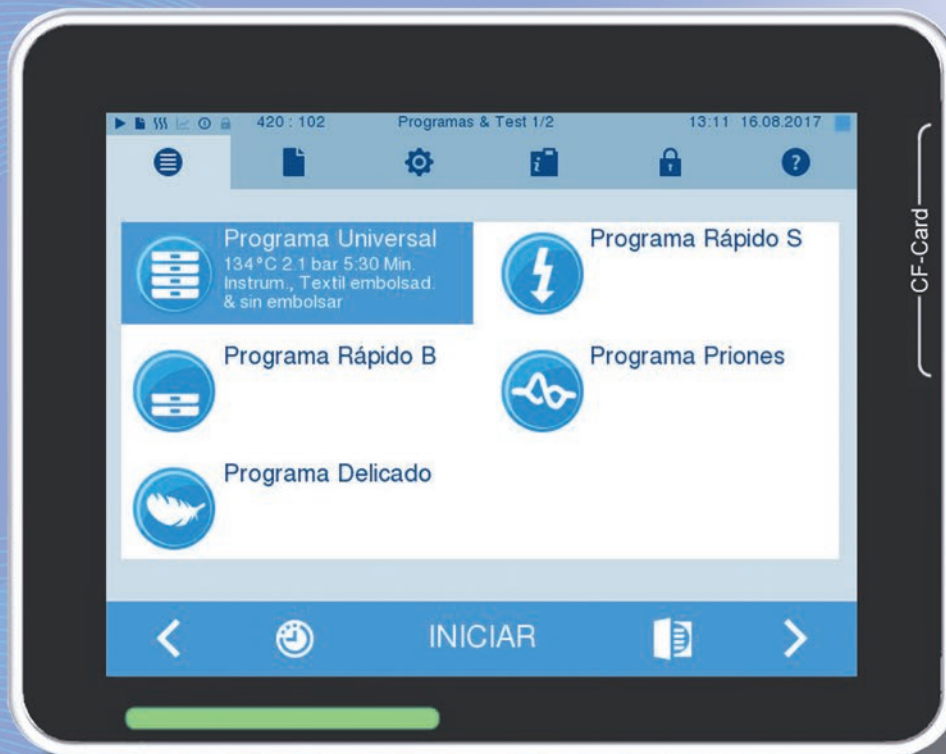 420 : 102 Programas & Test 1/2 13:11 16.08.2017
Programa Universal
134°C 2.1 bar 5:30 Min.
Instrum., Textil embolsad.
& sin embolsar
Programa Rápido S
Programa Rápido B
Programa Priones
Programa Delicado
INICIAR
CF-Card